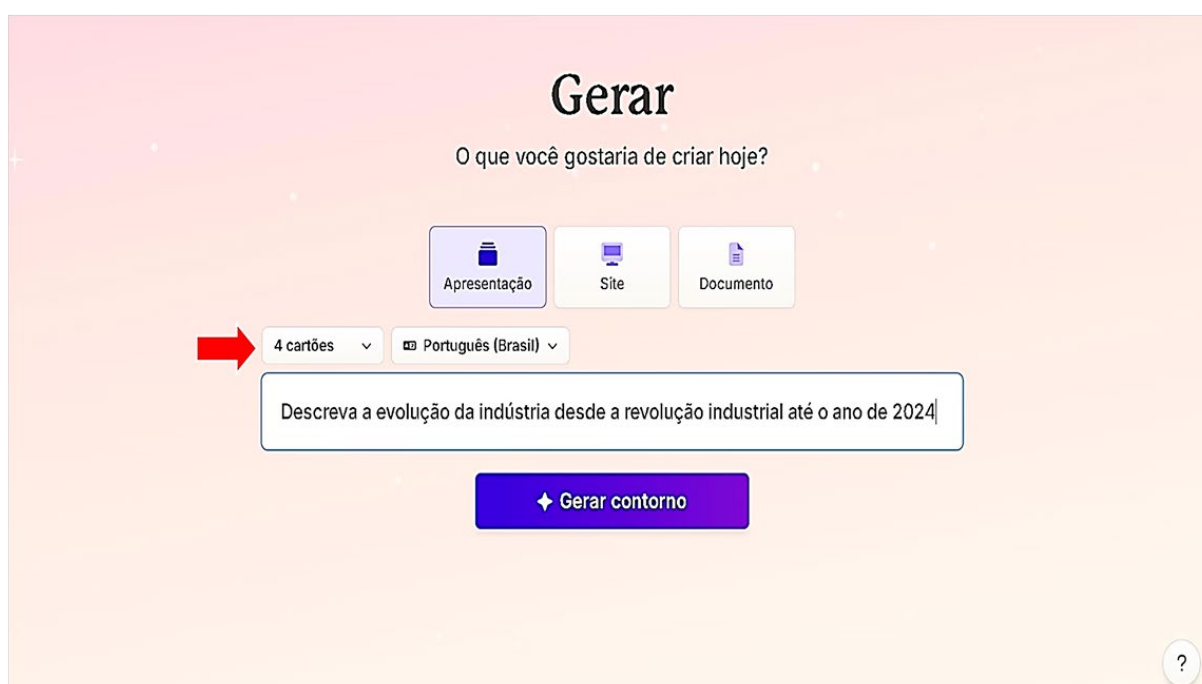 Gerar
O que você gostaria de criar hoje?
Apresentação Site Documento
4 cartões Português (Brasil)
Descreva a evolução da indústria desde a revolução industrial até o ano de 2024
Gerar contorno
?